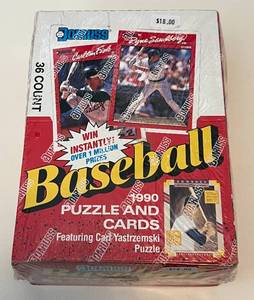 DONRUSS
$18.00
36 COUNT
Carlton Fisk
Ryne Sandberg
WIN
INSTANTLY!
OVER 1 MILLION
PRIZES
Baseball
1990
PUZZLE AND
CARDS
Featuring Carl Yastrzemski
Puzzle